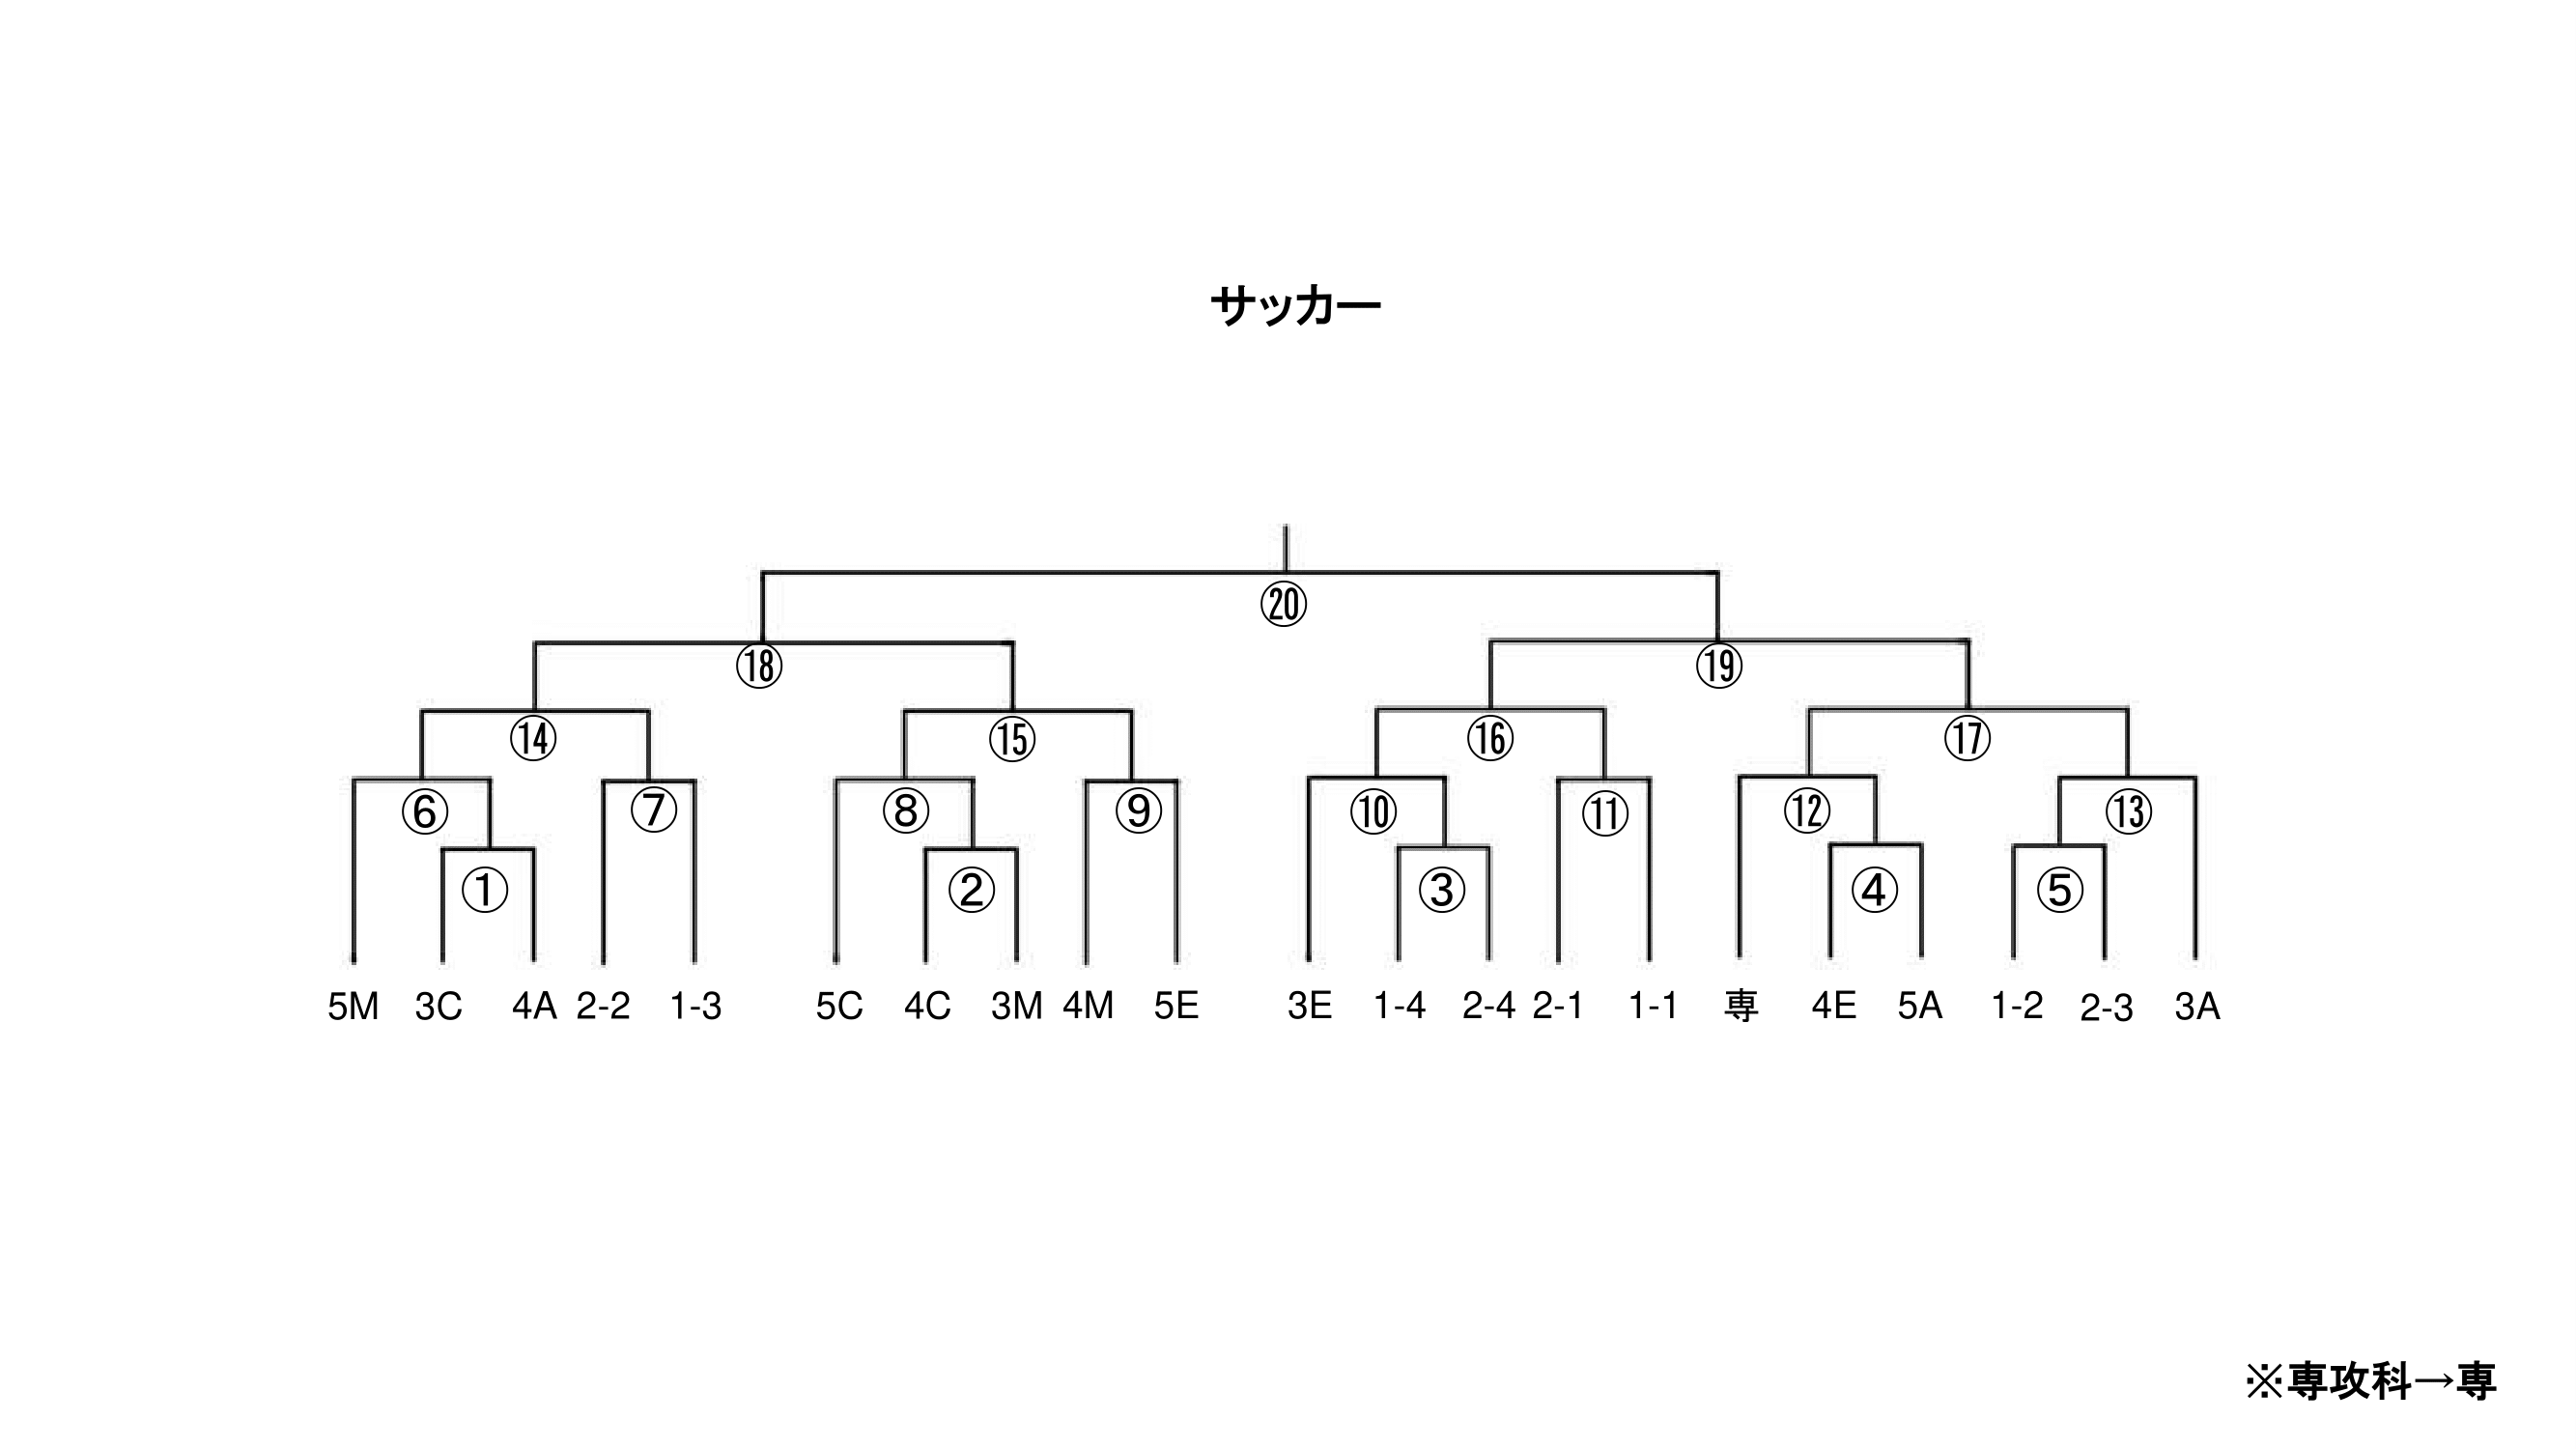 サッカー
⑳
⑱ ⑲
⑭ ⑮ ⑯ ⑰
⑥ ⑦ ⑧ ⑨ ⑩ ⑪ ⑫ ⑬
① ② ③ ④ ⑤
5M 3C 4A 2-2 1-3 5C 4C 3M 4M 5E 3E 1-4 2-4 2-1 1-1 専 4E 5A 1-2 2-3 3A
※専攻科→専